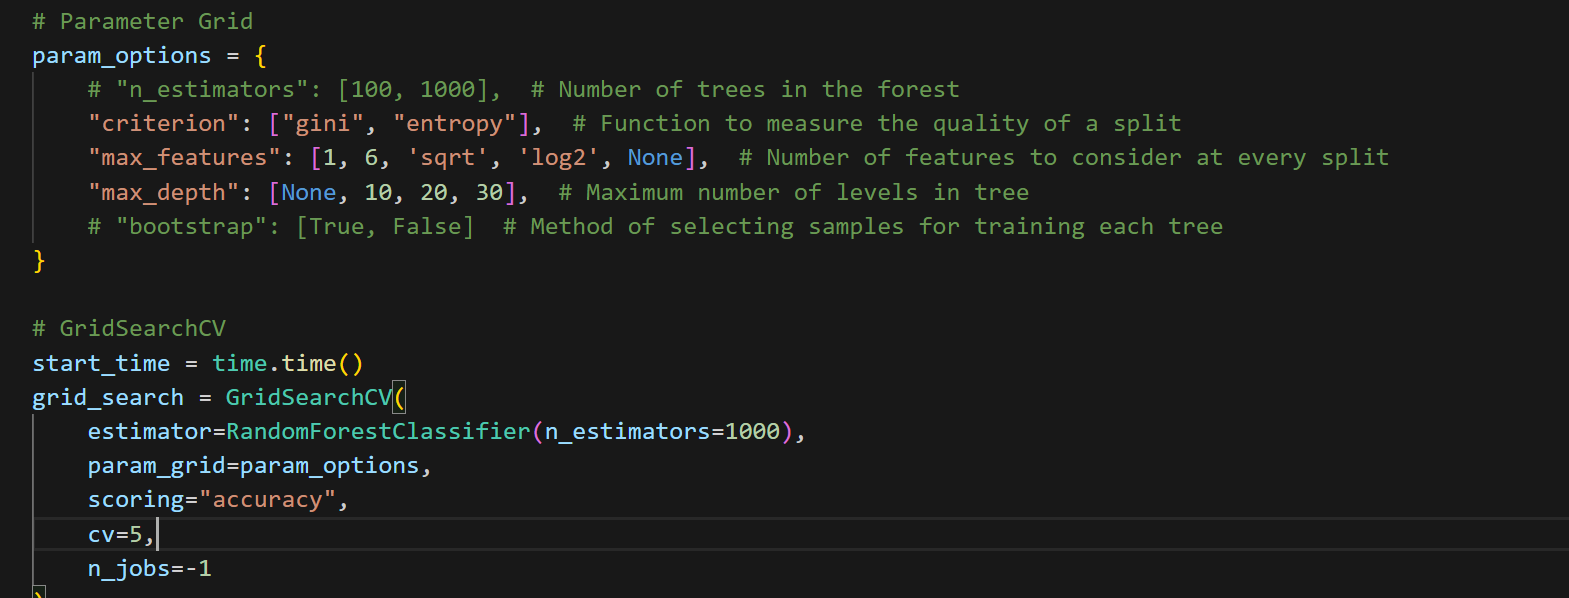 # Parameter Grid
param_options = {
    # "n_estimators": [100, 1000],  # Number of trees in the forest
    "criterion": ["gini", "entropy"],  # Function to measure the quality of a split
    "max_features": [1, 6, 'sqrt', 'log2', None],  # Number of features to consider at every split
    "max_depth": [None, 10, 20, 30],  # Maximum number of levels in tree
    # "bootstrap": [True, False]  # Method of selecting samples for training each tree
}
# GridSearchCV
start_time = time.time()
grid_search = GridSearchCV(
    estimator=RandomForestClassifier(n_estimators=1000),
    param_grid=param_options,
    scoring="accuracy",
    cv=5,
    n_jobs=-1
)